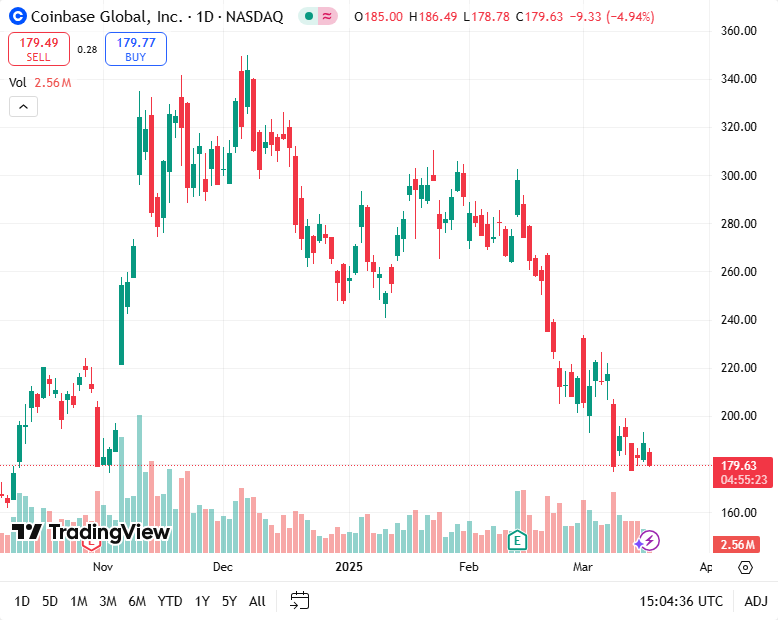 Coinbase Global, Inc. · 1D · NASDAQ O185.00 H186.49 L178.78 C179.63 −9.33 (−4.94%)
179.49 SELL 0.28 179.77 BUY
Vol 2.56M
360.00
340.00
320.00
300.00
280.00
260.00
240.00
220.00
200.00
179.63
04:55:23
160.00
2.56M
TradingView
E
E
Nov Dec 2025 Feb Mar Ap
1D 5D 1M 3M 6M YTD 1Y 5Y All 15:04:36 UTC ADJ